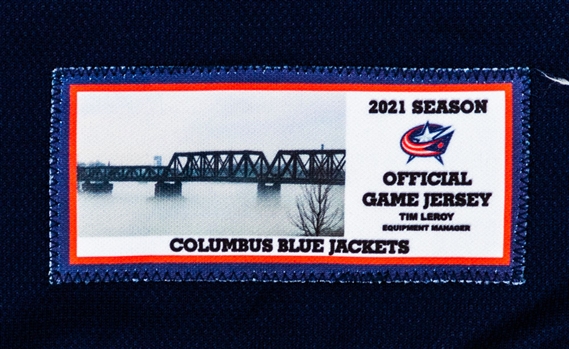 2021 SEASON
OFFICIAL
GAME JERSEY
TIM LEROY
EQUIPMENT MANAGER
COLUMBUS BLUE JACKETS